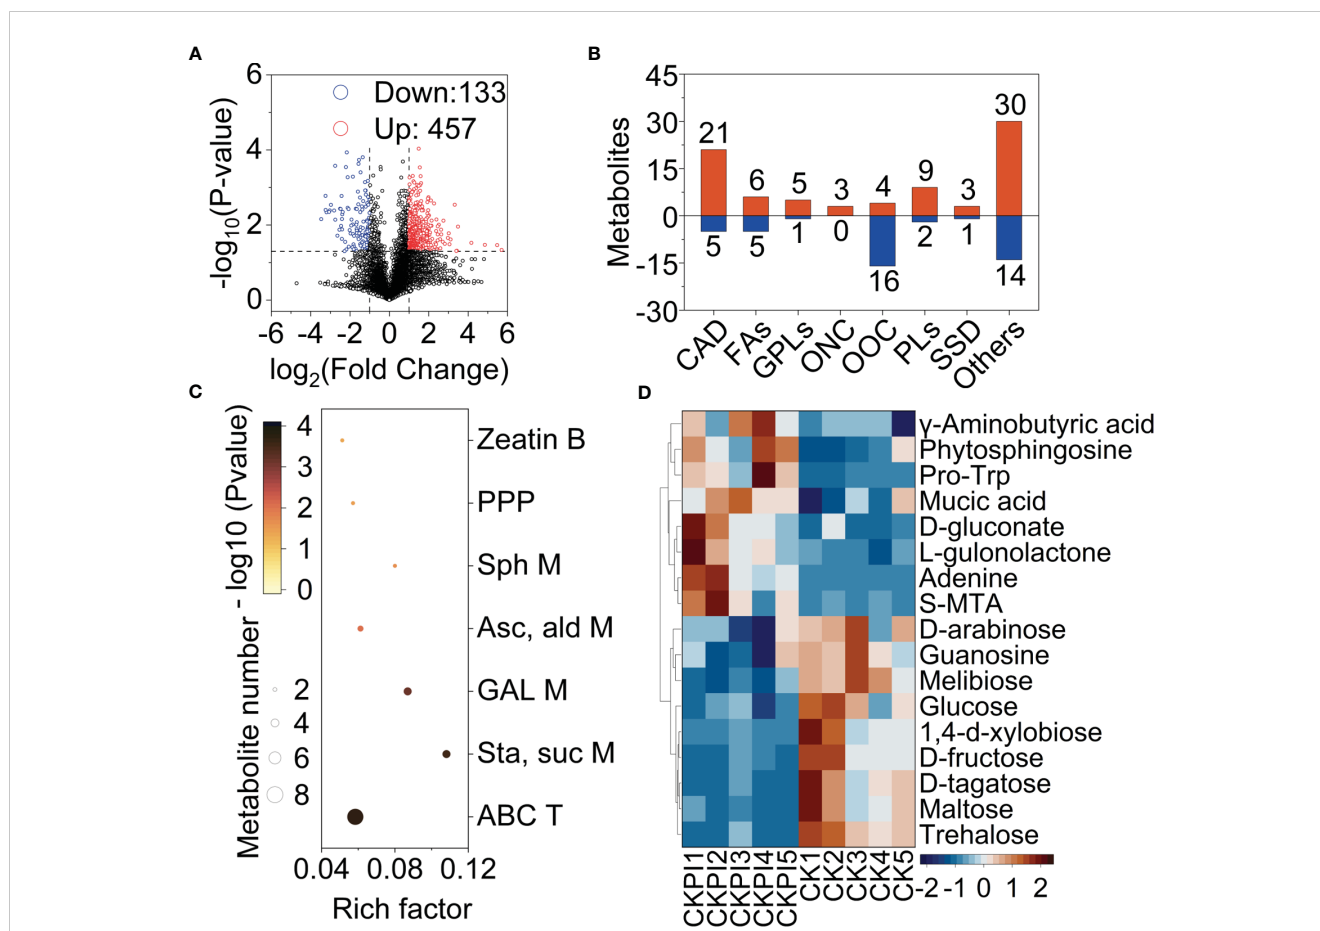 A
6
4
2
0
-log10(P-value)
Down:133
Up: 457
-6 -4 -2 0 2 4 6
log2(Fold Change)
B
45
30
15
0
-15
-30
Metabolites
21 6 5 3 4 9 3 30
5 5 1 0 16 2 1 14
CAD FAs GPLs ONC OOC PLs SSD Others
C
- log10 (Pvalue)
4
3
2
1
0
Metabolite number
2
4
6
8
Zeatin B
PPP
Sph M
Asc, ald M
GAL M
Sta, suc M
ABC T
0.04 0.08 0.12
Rich factor
D
γ-Aminobutyric acid
Phytosphingosine
Pro-Trp
Mucic acid
D-gluconate
L-gulonolactone
Adenine
S-MTA
D-arabinose
Guanosine
Melibiose
Glucose
1,4-d-xylobiose
D-fructose
D-tagatose
Maltose
Trehalose
CKPI1 CKPI2 CKPI3 CKPI4 CKPI5 CK1 CK2 CK3 CK4 CK5
-2 -1 0 1 2